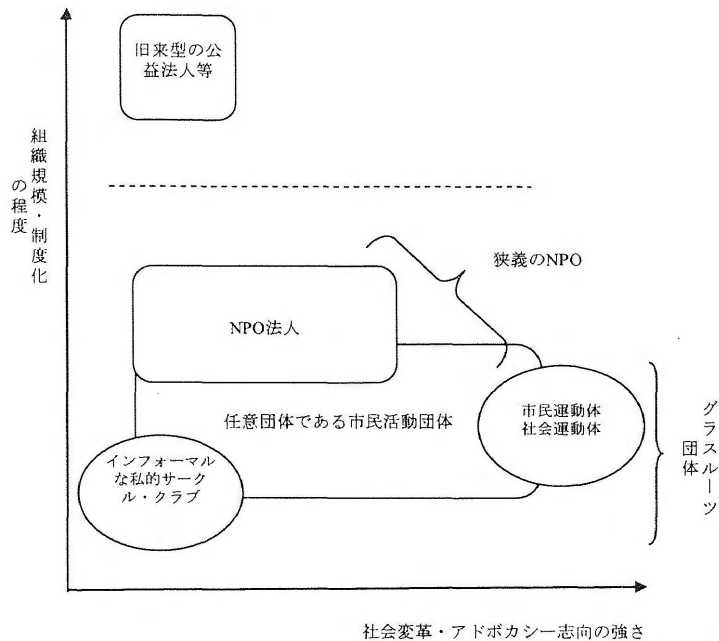 旧来型の公
益法人等
組織規模・制度化
の程度
狭義のNPO
NPO法人
任意団体である市民活動団体
市民運動体
社会運動体
インフォーマル
な私的サーク
ル・クラブ
グラスルーツ
団体
社会変革・アドボカシー志向の強さ